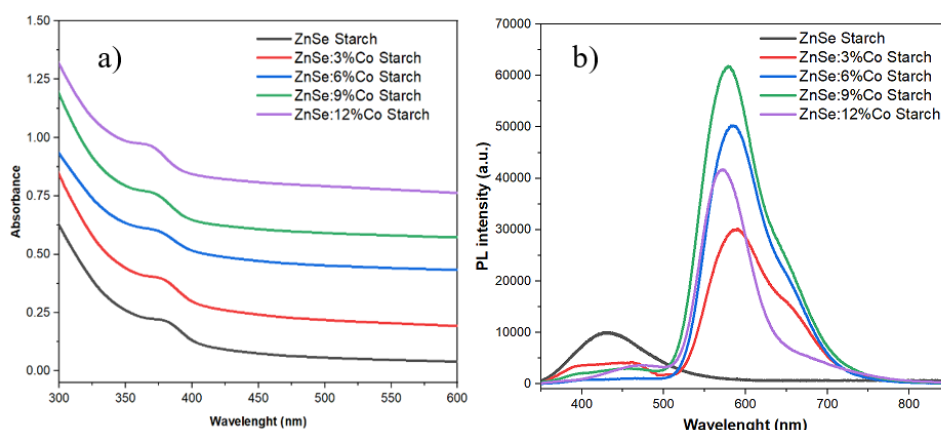 a)
ZnSe Starch
ZnSe:3%Co Starch
ZnSe:6%Co Starch
ZnSe:9%Co Starch
ZnSe:12%Co Starch
1.50
1.25
1.00
0.75
0.50
0.25
0.00
Absorbance
300 350 400 450 500 550 600
Wavelenght (nm)
b)
ZnSe Starch
ZnSe:3%Co Starch
ZnSe:6%Co Starch
ZnSe:9%Co Starch
ZnSe:12%Co Starch
70000
60000
50000
40000
30000
20000
10000
0
PL intensity (a.u.)
400 500 600 700 800
Wavelenght (nm)